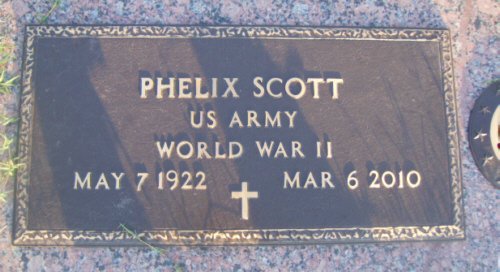 PHELIX SCOTT
US ARMY
WORLD WAR II
MAY 7 1922 MAR 6 2010